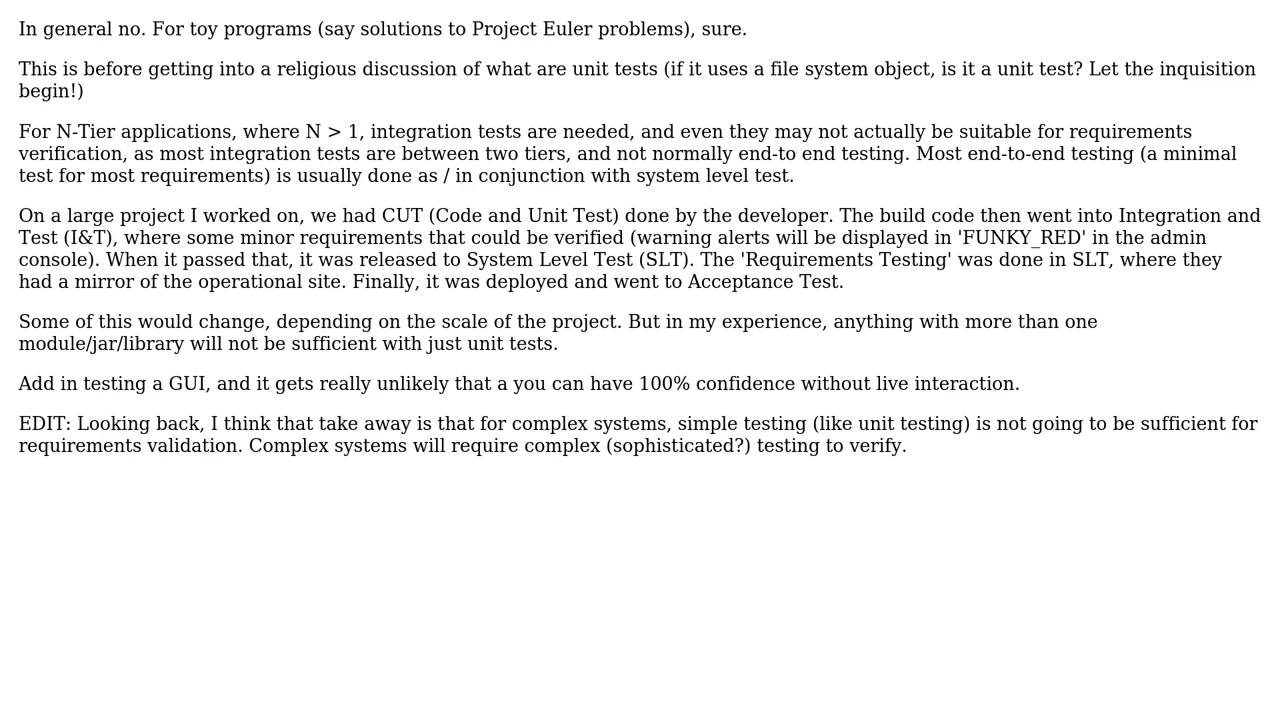 In general no. For toy programs (say solutions to Project Euler problems), sure.
This is before getting into a religious discussion of what are unit tests (if it uses a file system object, is it a unit test? Let the inquisition
begin!)
For N-Tier applications, where N > 1, integration tests are needed, and even they may not actually be suitable for requirements
verification, as most integration tests are between two tiers, and not normally end-to end testing. Most end-to-end testing (a minimal
test for most requirements) is usually done as / in conjunction with system level test.
On a large project I worked on, we had CUT (Code and Unit Test) done by the developer. The build code then went into Integration and
Test (I&T), where some minor requirements that could be verified (warning alerts will be displayed in 'FUNKY_RED' in the admin
console). When it passed that, it was released to System Level Test (SLT). The 'Requirements Testing' was done in SLT, where they
had a mirror of the operational site. Finally, it was deployed and went to Acceptance Test.
Some of this would change, depending on the scale of the project. But in my experience, anything with more than one
module/jar/library will not be sufficient with just unit tests.
Add in testing a GUI, and it gets really unlikely that a you can have 100% confidence without live interaction.
EDIT: Looking back, I think that take away is that for complex systems, simple testing (like unit testing) is not going to be sufficient for
requirements validation. Complex systems will require complex (sophisticated?) testing to verify.